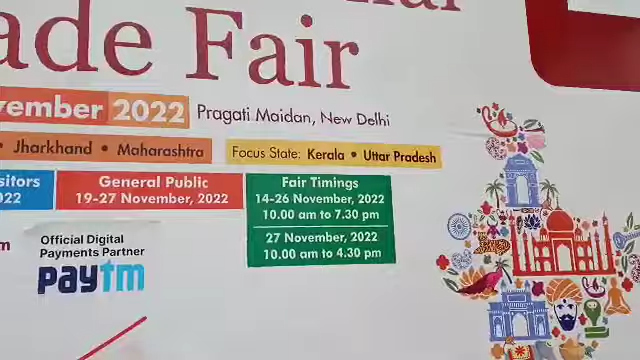 ade Fair
vember 2022 Pragati Maidan, New Delhi
• Jharkhand • Maharashtra
Focus State: Kerala • Uttar Pradesh
sitors
022
General Public
19-27 November, 2022
Fair Timings
14-26 November, 2022
10.00 am to 7.30 pm
27 November, 2022
10.00 am to 4.30 pm
Official Digital
Payments Partner
paytm